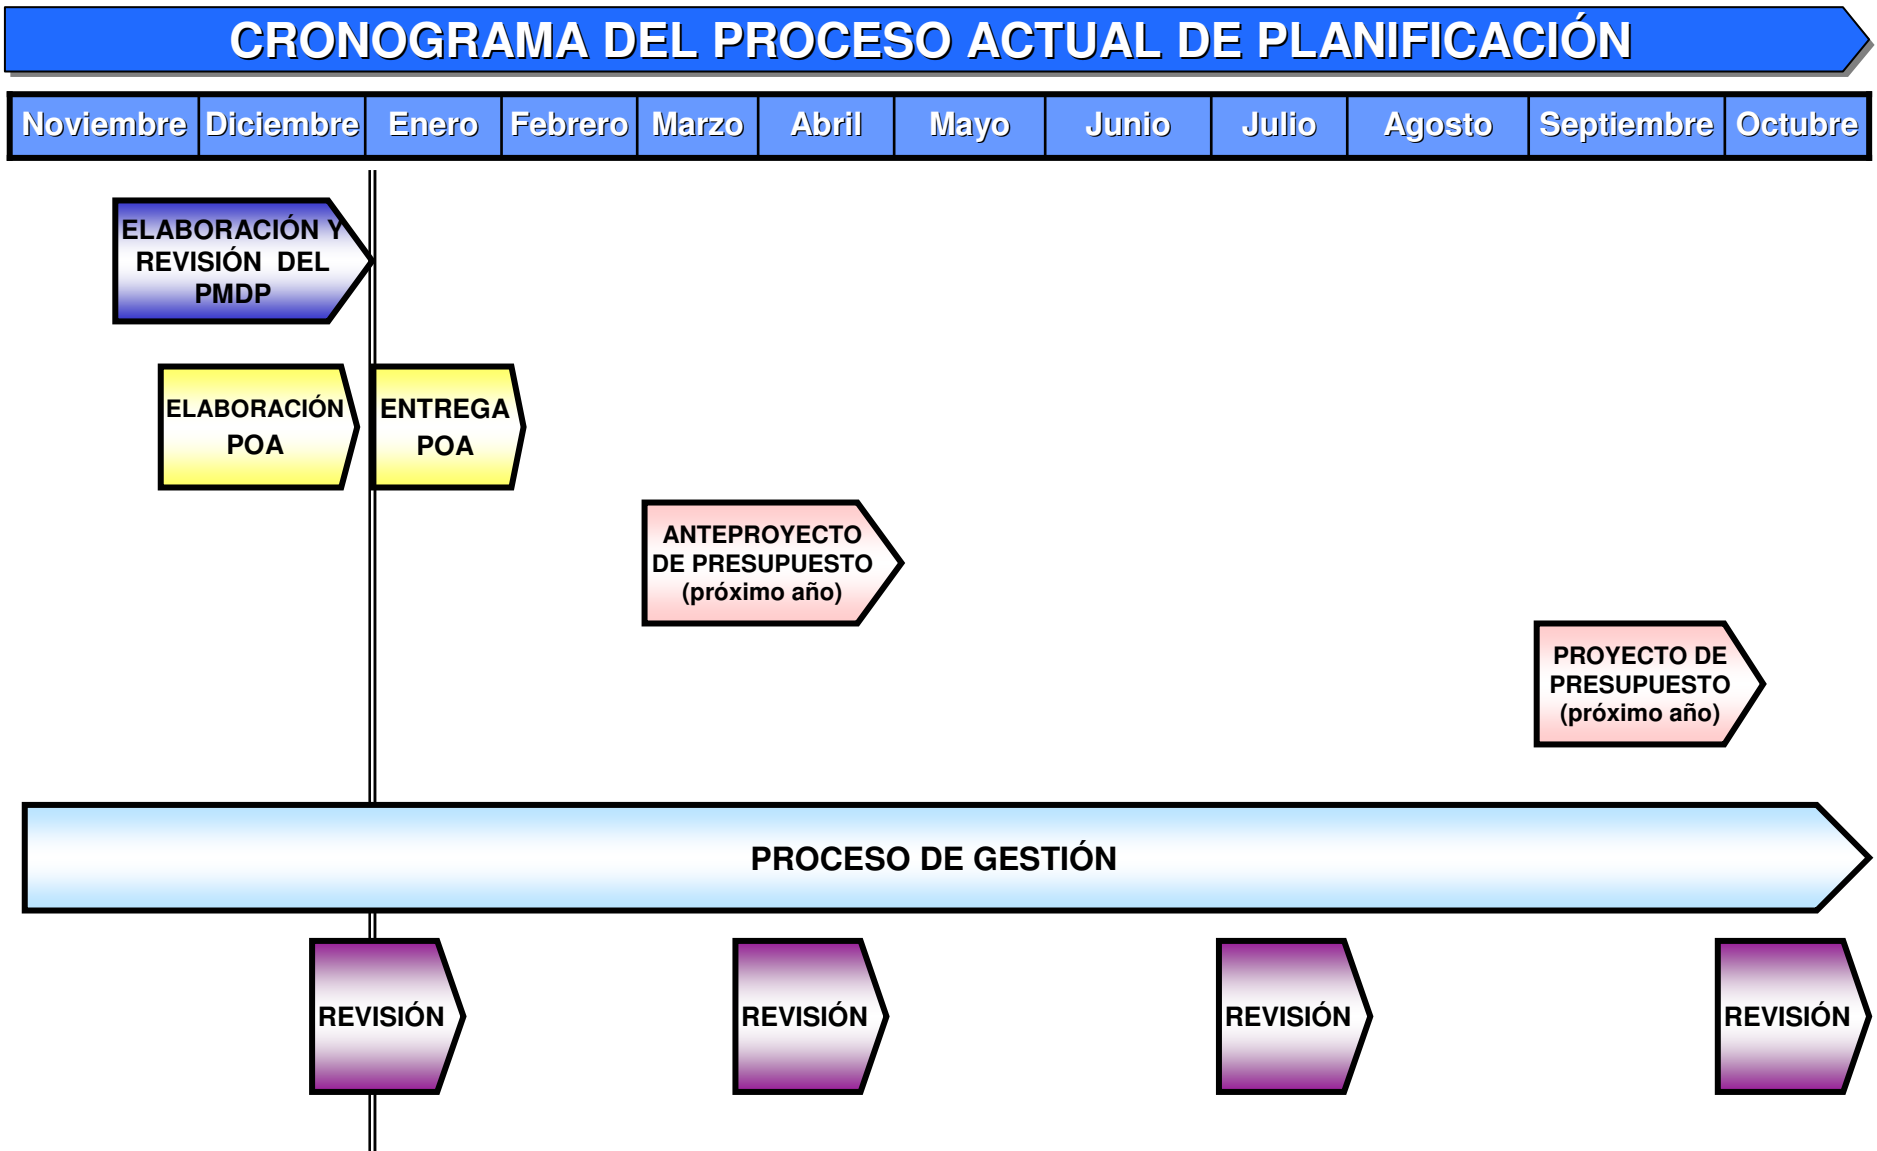 CRONOGRAMA DEL PROCESO ACTUAL DE PLANIFICACIÓN
Noviembre Diciembre Enero Febrero Marzo Abril Mayo Junio Julio Agosto Septiembre Octubre
ELABORACIÓN Y
REVISIÓN DEL
PMDP
ELABORACIÓN
POA
ENTREGA
POA
ANTEPROYECTO
DE PRESUPUESTO
(próximo año)
PROYECTO DE
PRESUPUESTO
(próximo año)
PROCESO DE GESTIÓN
REVISIÓN
REVISIÓN
REVISIÓN
REVISIÓN